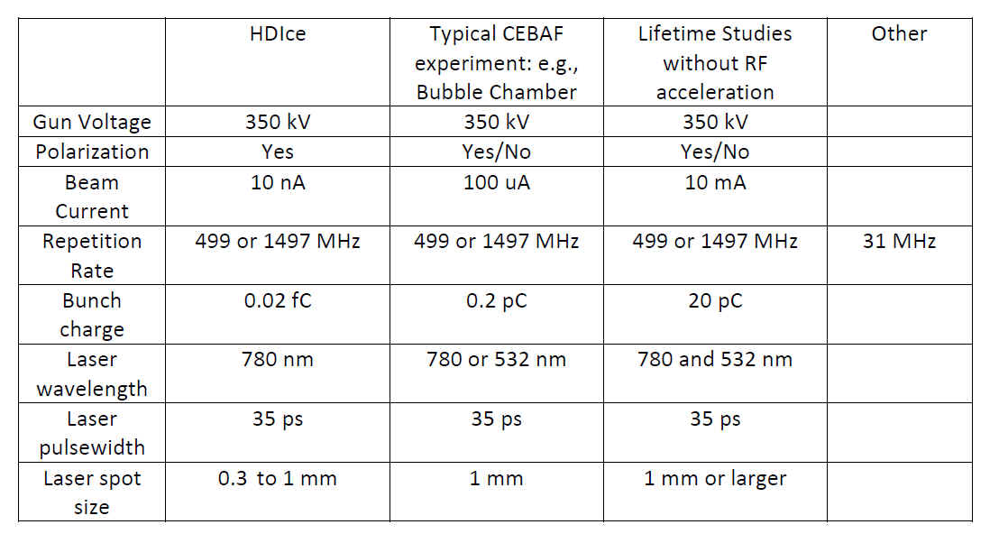 HDIce
Typical CEBAF
experiment: e.g.,
Bubble Chamber
Lifetime Studies
without RF
acceleration
Other
Gun Voltage
350 kV
350 kV
350 kV
Polarization
Yes
Yes/No
Yes/No
Beam
Current
10 nA
100 uA
10 mA
Repetition
Rate
499 or 1497 MHz
499 or 1497 MHz
499 or 1497 MHz
31 MHz
Bunch
charge
0.02 fC
0.2 pC
20 pC
Laser
wavelength
780 nm
780 or 532 nm
780 and 532 nm
Laser
pulsewidth
35 ps
35 ps
35 ps
Laser spot
size
0.3 to 1 mm
1 mm
1 mm or larger